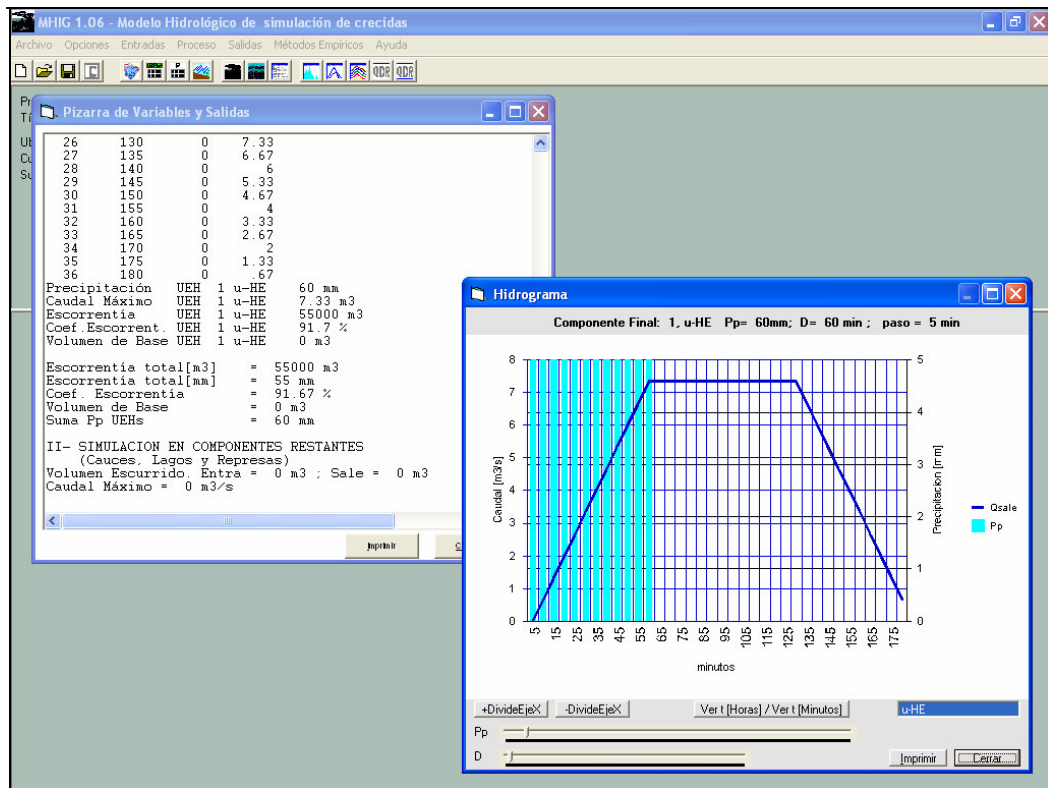 MHIG 1.06 - Modelo Hidrológico de simulación de crecidas
Archivo Opciones Entradas Proceso Salidas Métodos Empíricos Ayuda
QDR QDR
Pizarra de Variables y Salidas
26 130 0 7.33
27 135 0 6.67
28 140 0 6
29 145 0 5.33
30 150 0 4.67
31 155 0 4
32 160 0 3.33
33 165 0 2.67
34 170 0 2
35 175 0 1.33
36 180 0 .67
Precipitación UEH 1 u-HE 60 mm
Caudal Máximo UEH 1 u-HE 7.33 m3
Escorrentía UEH 1 u-HE 55000 m3
Coef.Escorrent. UEH 1 u-HE 91.7 %
Volumen de Base UEH 1 u-HE 0 m3
Escorrentía total[m3] = 55000 m3
Escorrentía total[mm] = 55 mm
Coef. Escorrentía = 91.67 %
Volumen de Base = 0 m3
Suma Pp UEHs = 60 mm
II- SIMULACION EN COMPONENTES RESTANTES
(Cauces, Lagos y Represas)
Volumen Escurrido. Entra = 0 m3 ; Sale = 0 m3
Caudal Máximo = 0 m3/s
Imprimir
Hidrograma
Componente Final: 1, u-HE Pp= 60mm; D= 60 min ; paso = 5 min
8
7
6
5
4
3
2
1
0
Caudal [m3/s]
5
4
3
2
1
0
Precipitacion [mm]
Qsale
Pp
5 15 25 35 45 55 65 75 85 95 105 115 125 135 145 155 165 175
minutos
+DivideEjeX -DivideEjeX Ver t [Horas] / Ver t [Minutos] u-HE
Pp
D
Imprimir Cerrar